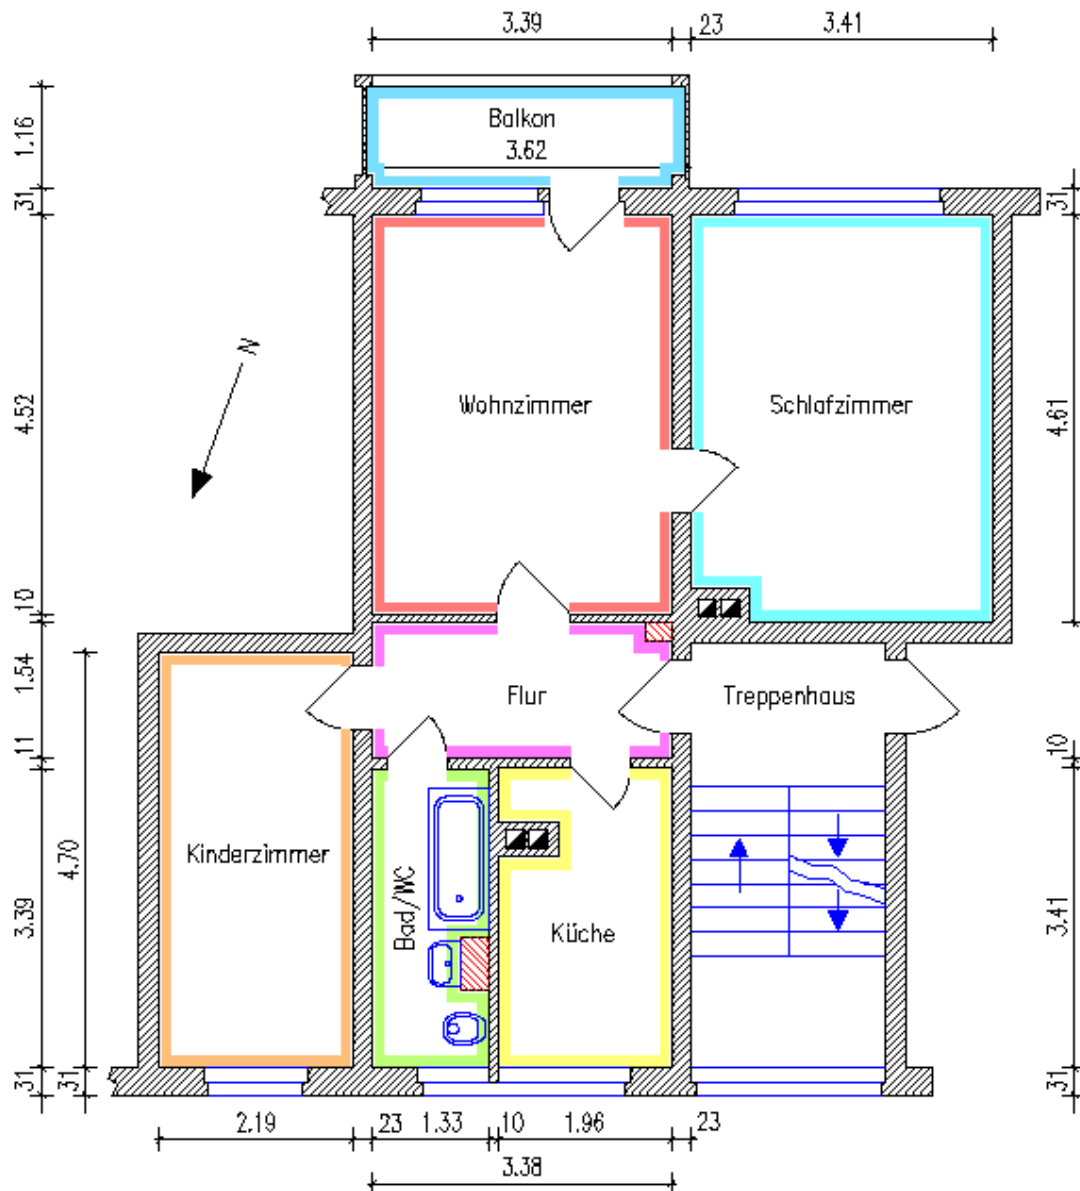 3.39
23
3.41
1.16
Balkon
3.62
31
31
N
4.52
Wohnzimmer
Schlafzimmer
4.61
10
1.54
Flur
Treppenhaus
11
10
4.70
Kinderzimmer
3.39
Bad/WC
Küche
3.41
31
31
31
2.19
23
1.33
10
1.96
23
3.38